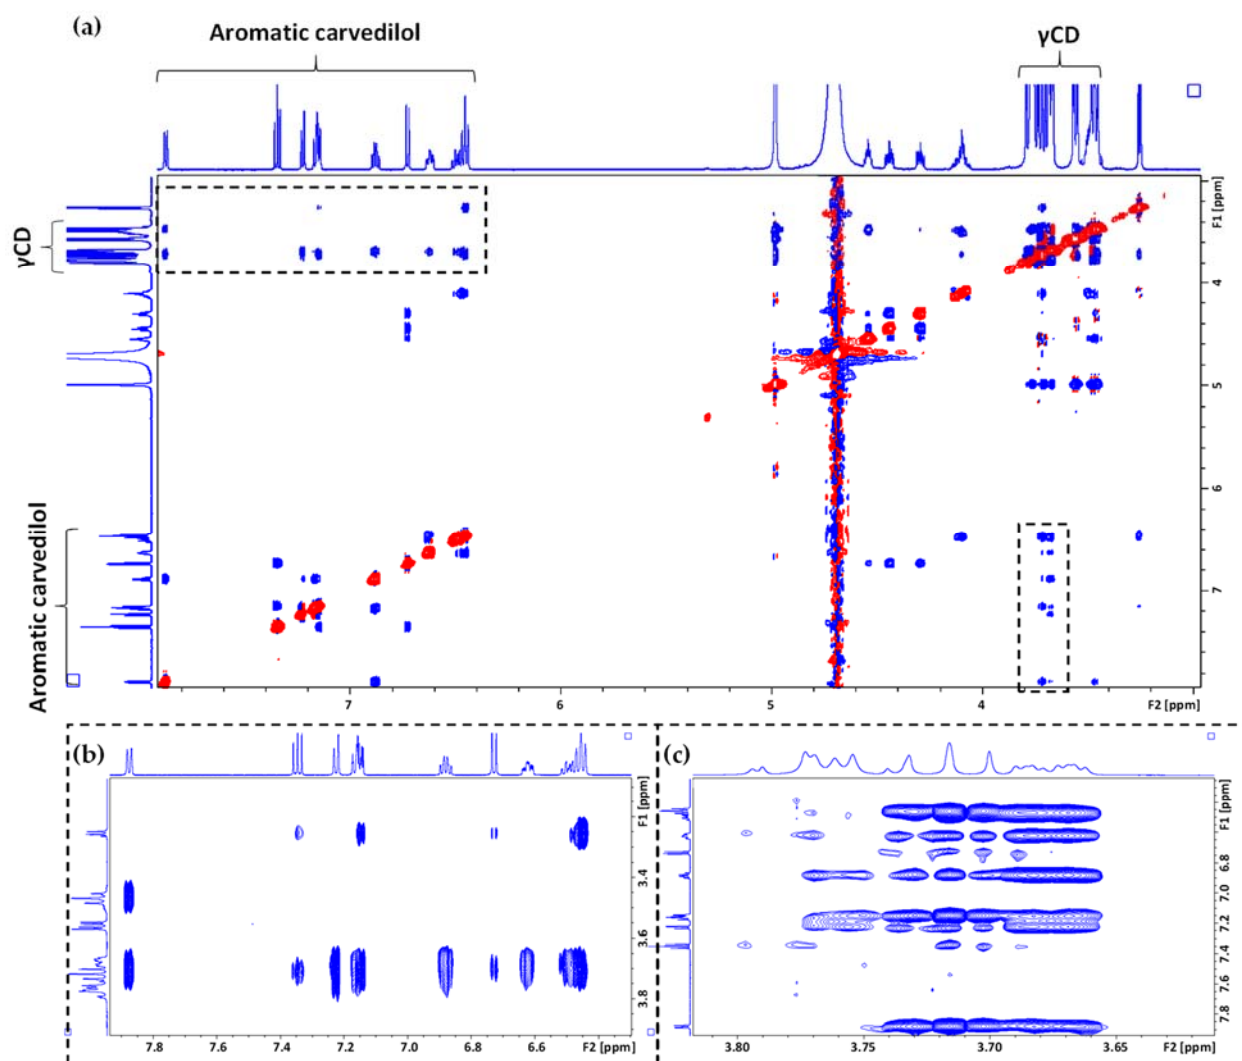 (a)
Aromatic carvedilol
γCD
γCD
Aromatic carvedilol
F1 [ppm]
4
5
6
7
7
6
5
4
F2 [ppm]
(b)
F1 [ppm]
3.4
3.6
3.8
7.8
7.6
7.4
7.2
7.0
6.8
6.6
F2 [ppm]
(c)
F1 [ppm]
6.8
7.0
7.2
7.4
7.6
7.8
3.80
3.75
3.70
3.65
F2 [ppm]